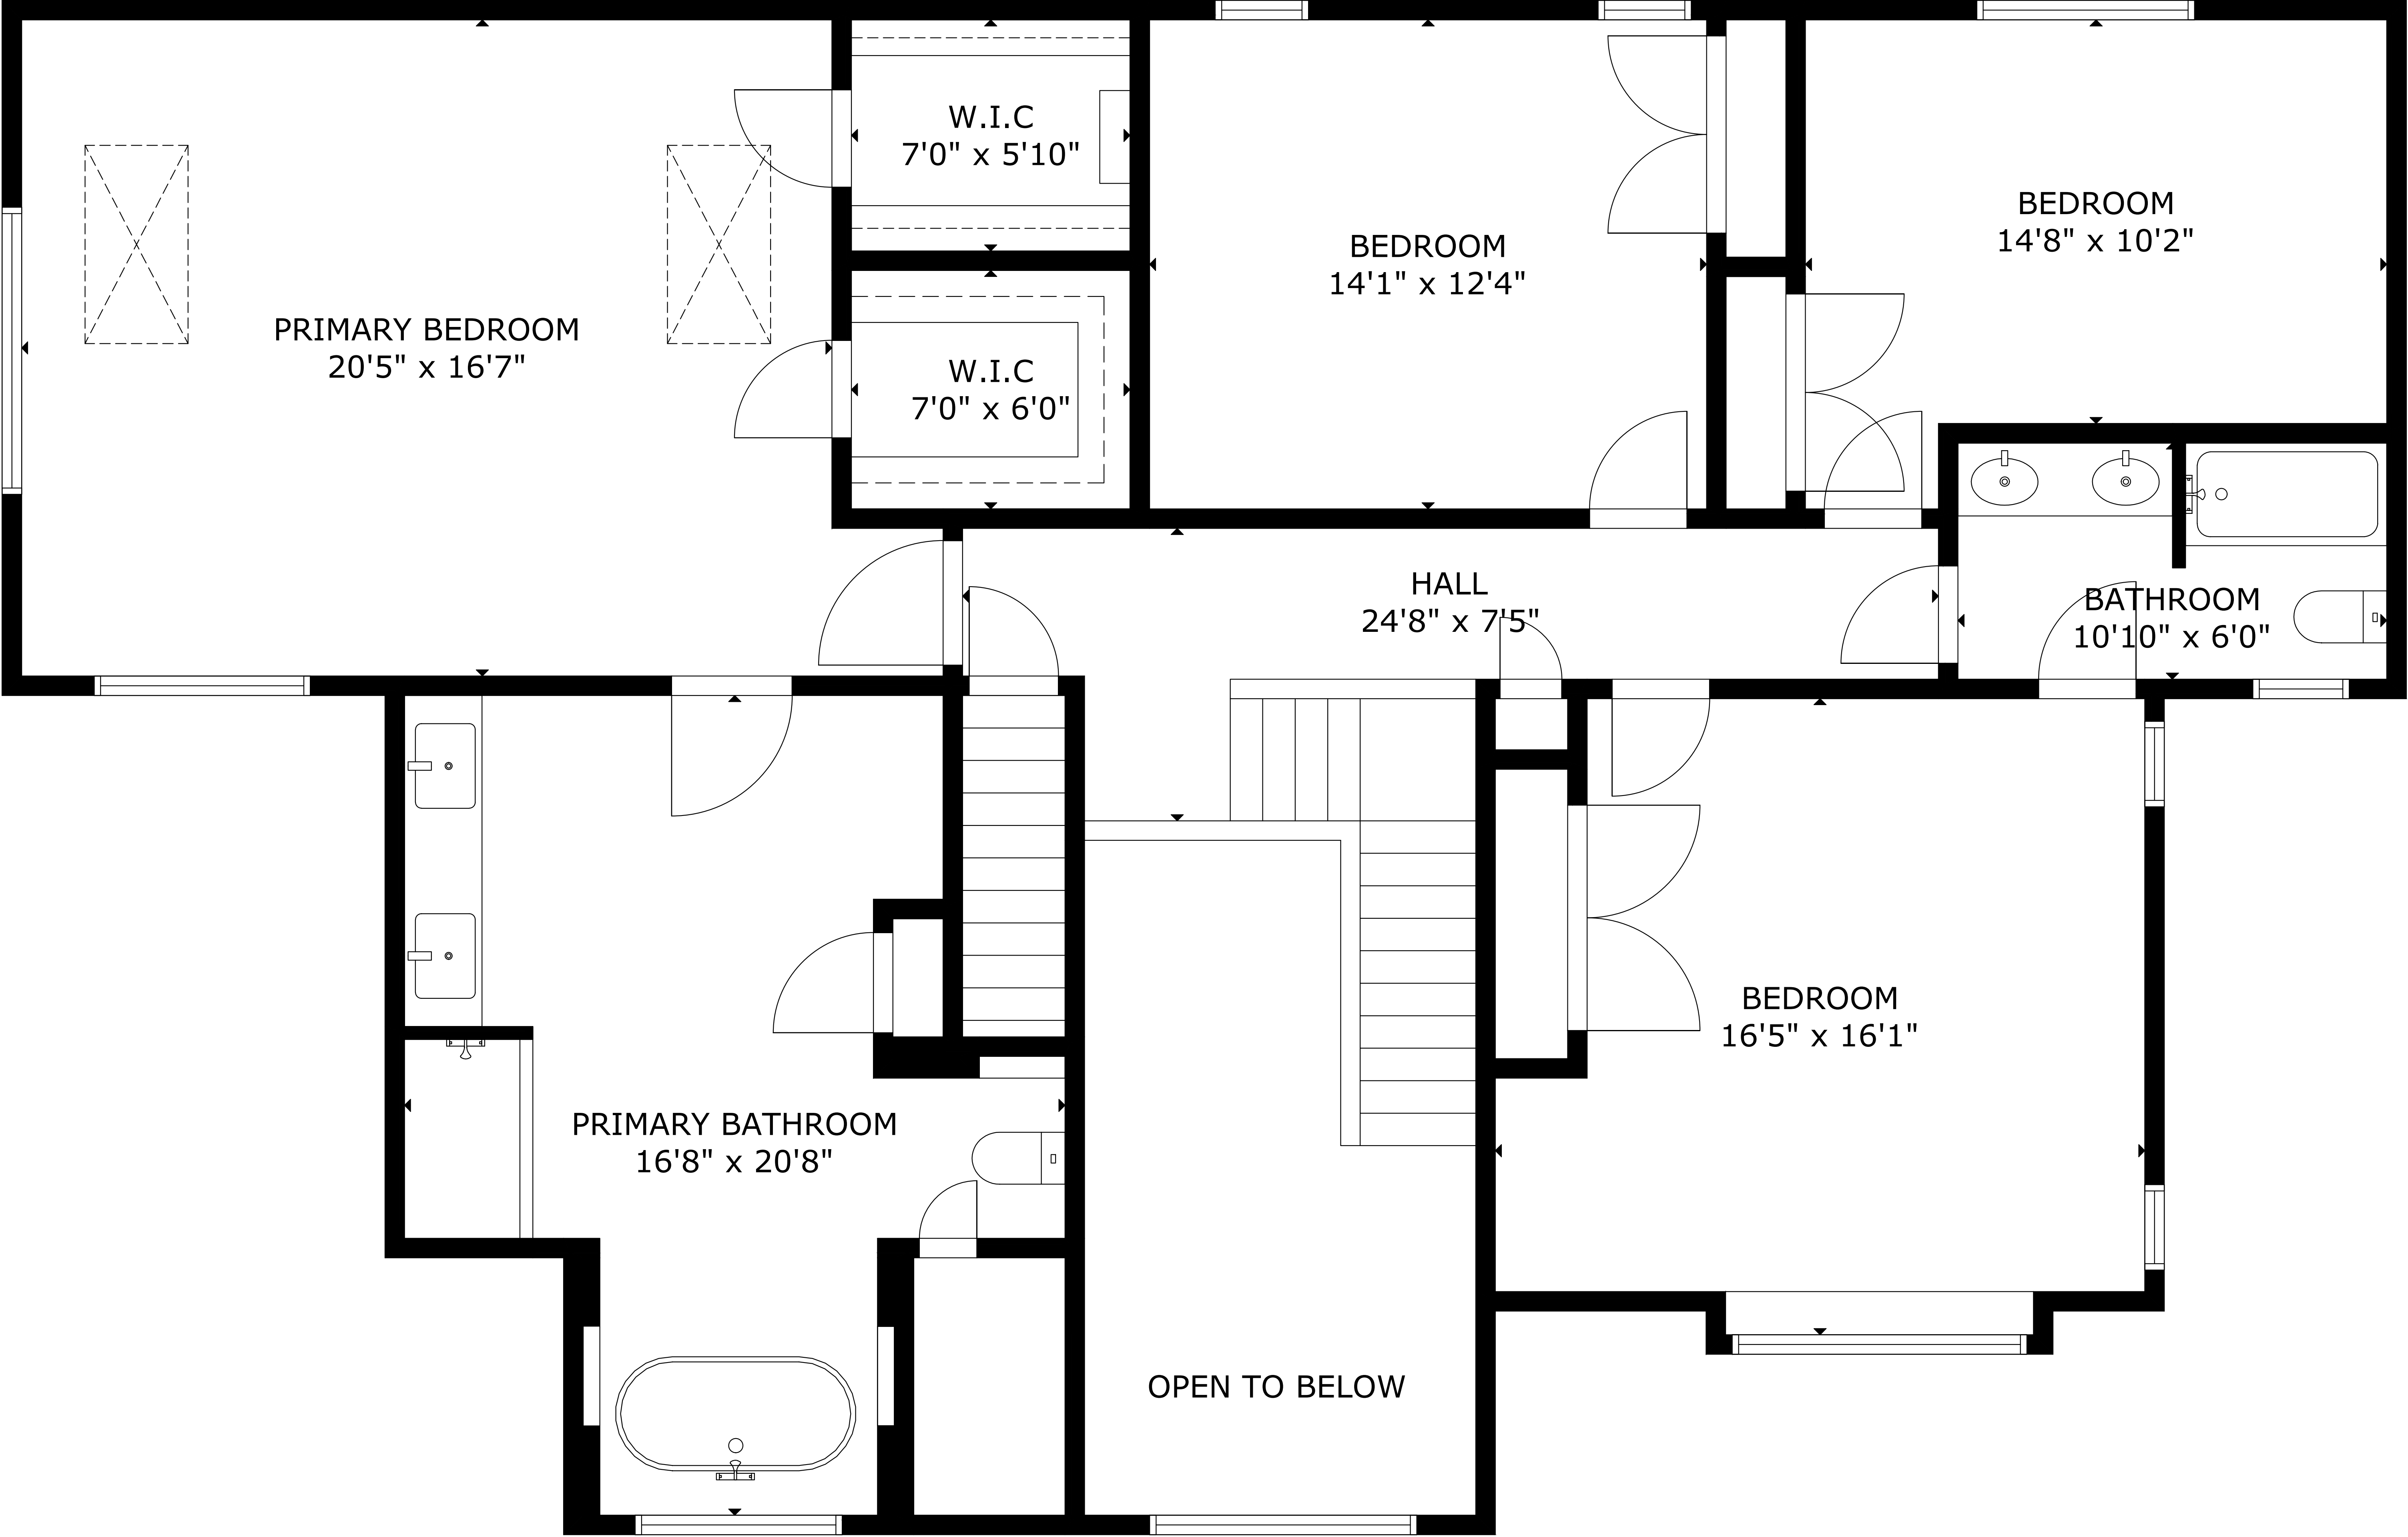 W.I.C
7'0" x 5'10"
BEDROOM
14'8" x 10'2"
BEDROOM
14'1" x 12'4"
PRIMARY BEDROOM
20'5" x 16'7"
W.I.C
7'0" x 6'0"
HALL
24'8" x 7'5"
BATHROOM
10'10" x 6'0"
BEDROOM
16'5" x 16'1"
PRIMARY BATHROOM
16'8" x 20'8"
OPEN TO BELOW